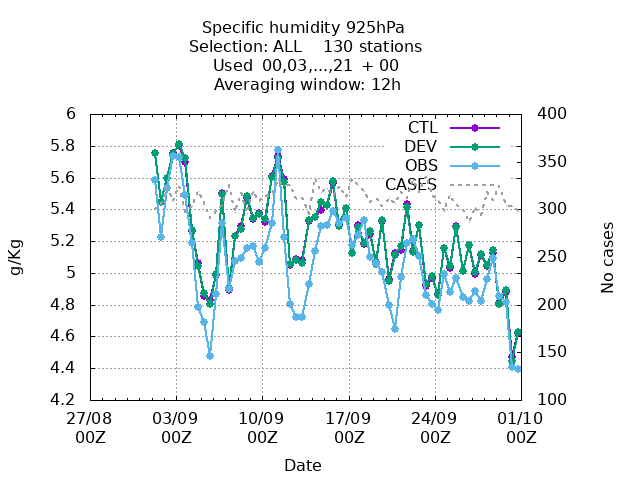 Specific humidity 925hPa
Selection: ALL    130 stations
Used  00,03,...,21  + 00
Averaging window: 12h
g/Kg
6
5.8
5.6
5.4
5.2
5
4.8
4.6
4.4
4.2
CTL
DEV
OBS
CASES
400
350
300
250
200
150
100
No cases
27/08 03/09 10/09 17/09 24/09 01/10
00Z 00Z 00Z 00Z 00Z 00Z
Date